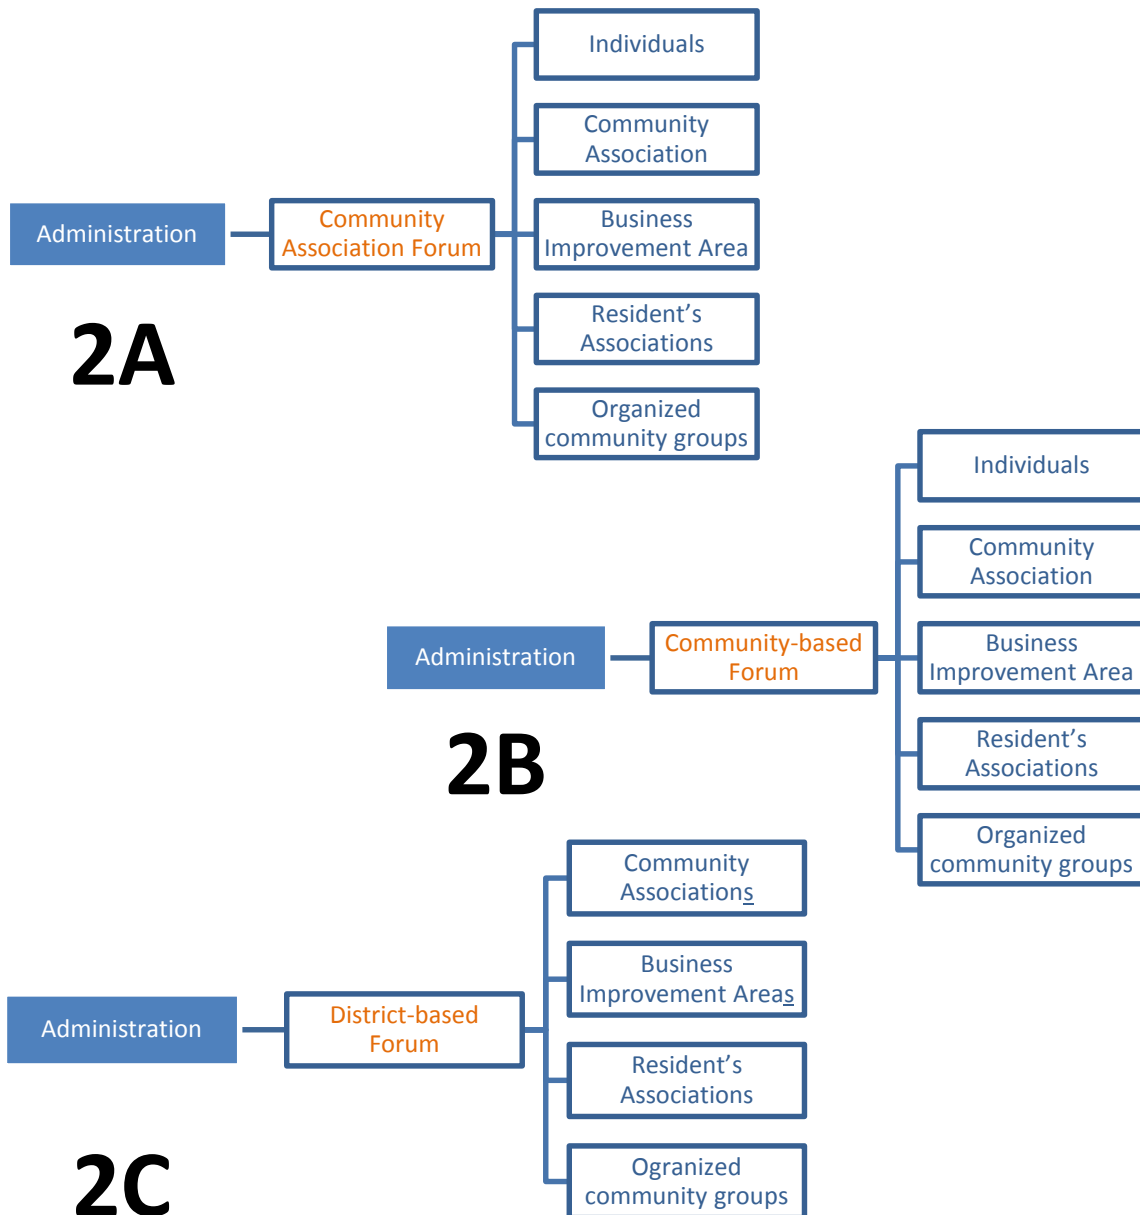 Individuals
Community
Association
Administration
Community
Association Forum
Business
Improvement Area
Resident's
Associations
Organized
community groups
2A
Individuals
Community
Association
Administration
Community-based
Forum
Business
Improvement Area
Resident's
Associations
Organized
community groups
2B
Community
Associations
Business
Improvement Areas
Administration
District-based
Forum
Resident's
Associations
Ogranized
community groups
2C